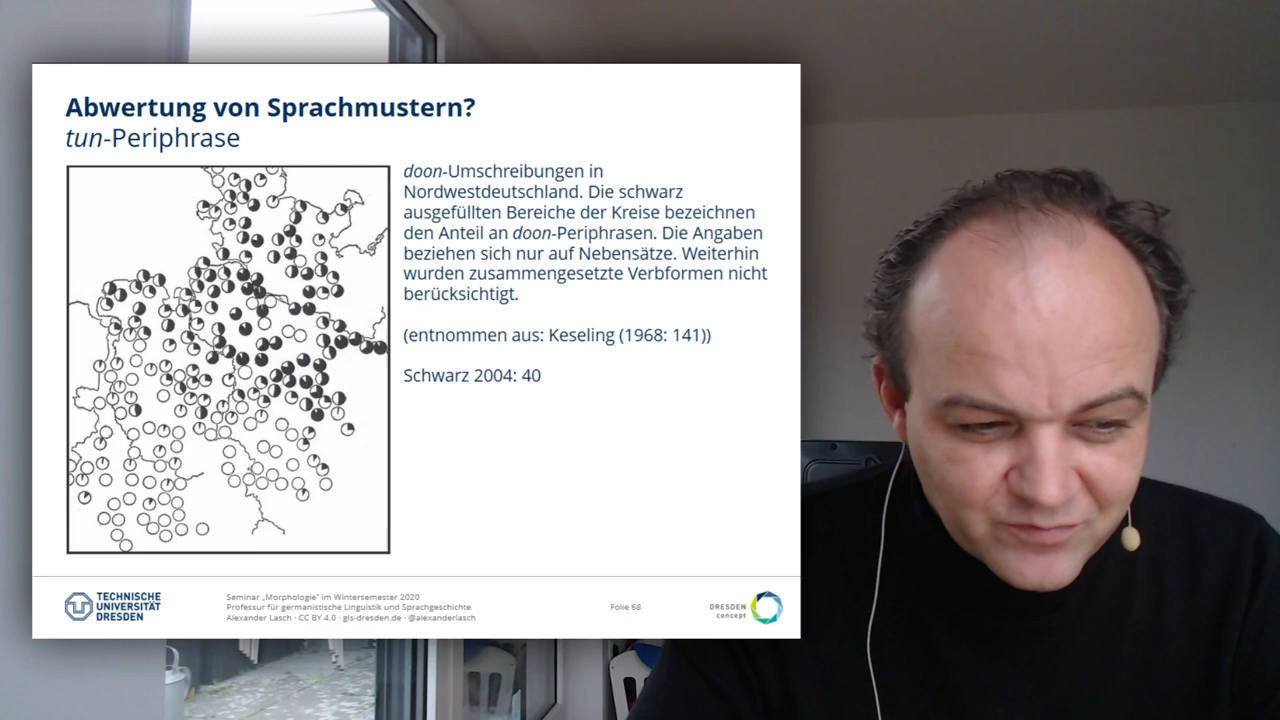 Abwertung von Sprachmustern?
tun-Periphrase
doon-Umschreibungen in
Nordwestdeutschland. Die schwarz
ausgefüllten Bereiche der Kreise bezeichnen
den Anteil an doon-Periphrasen. Die Angaben
beziehen sich nur auf Nebensätze. Weiterhin
wurden zusammengesetzte Verbformen nicht
berücksichtigt.
(entnommen aus: Keseling (1968: 141))
Schwarz 2004: 40
TECHNISCHE
UNIVERSITÄT
DRESDEN
Seminar „Morphologie" im Wintersemester 2020
Professur für germanistische Linguistik und Sprachgeschichte
Alexander Lasch · CC BY 4.0 · gls-dresden.de · @alexanderlasch
Folie 68
DRESDEN
concept